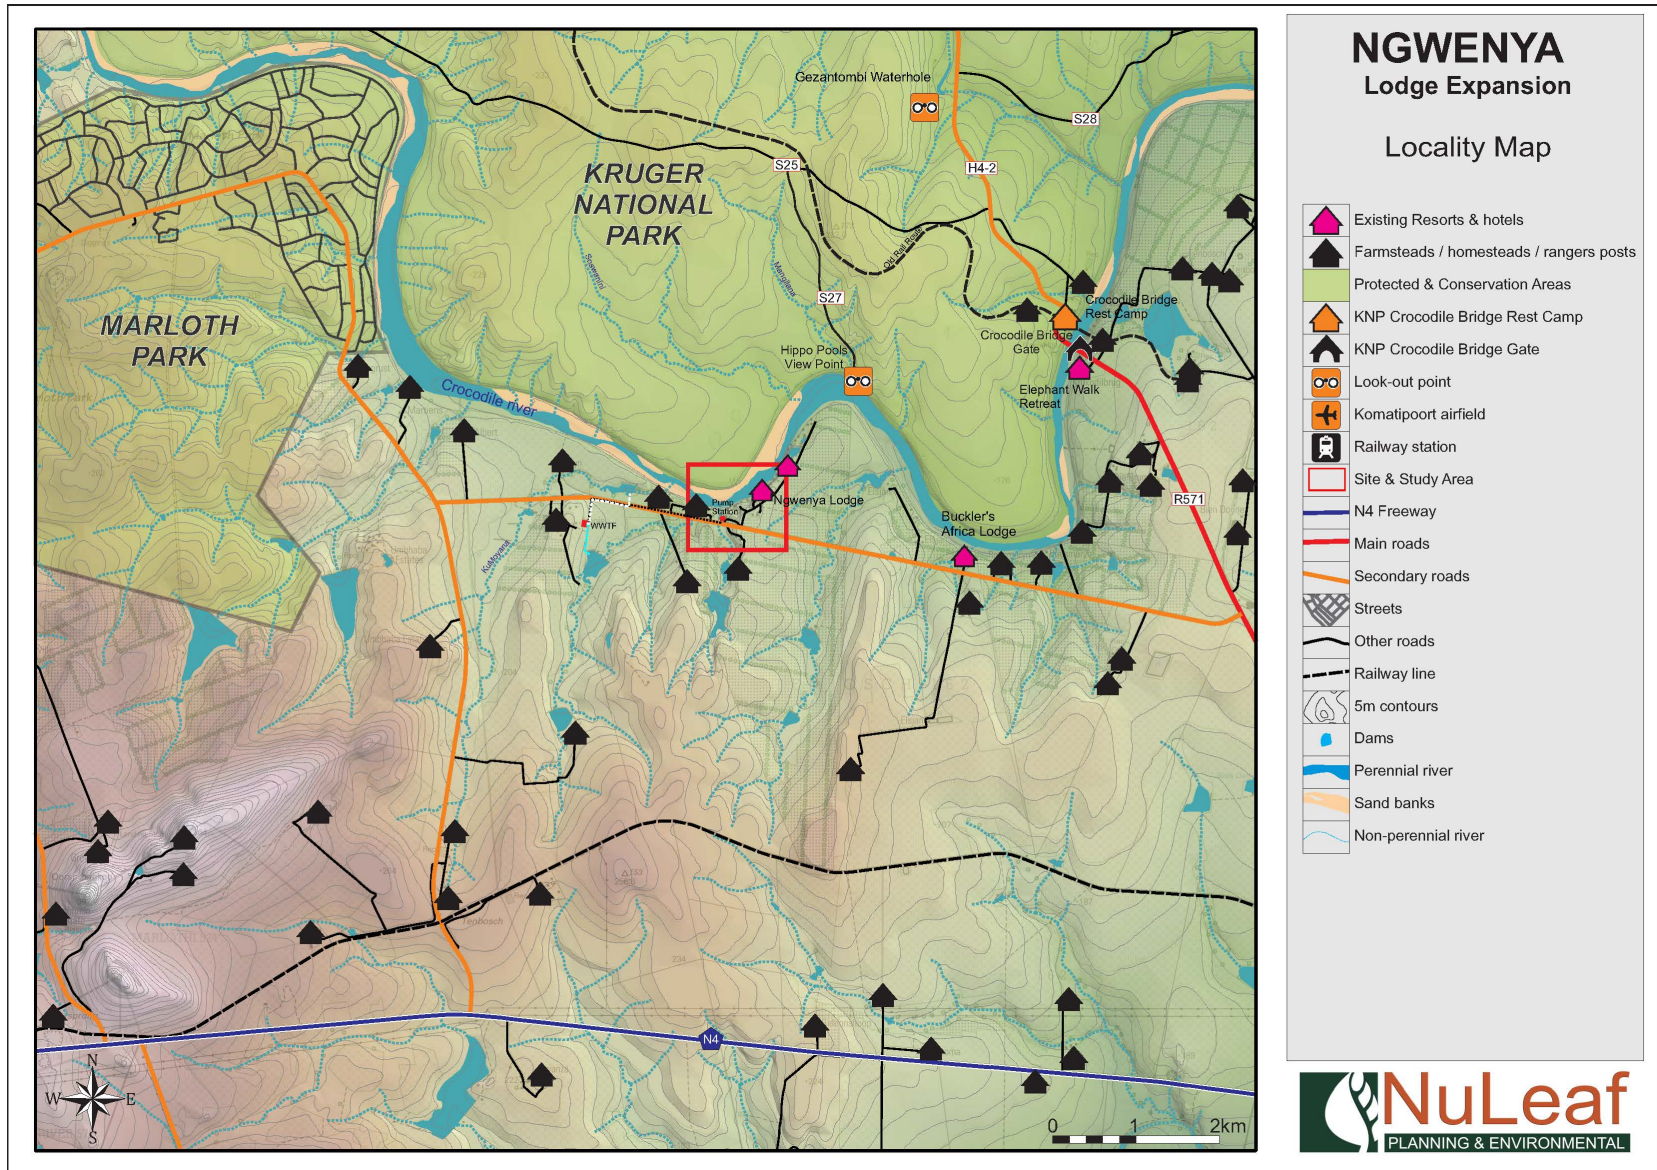 NGWENYA
Lodge Expansion
Locality Map
Existing Resorts & hotels
Farmsteads / homesteads / rangers posts
Protected & Conservation Areas
KNP Crocodile Bridge Rest Camp
KNP Crocodile Bridge Gate
Look-out point
Komatipoort airfield
Railway station
Site & Study Area
N4 Freeway
Main roads
Secondary roads
Streets
Other roads
Railway line
5m contours
Dams
Perennial river
Sand banks
Non-perennial river
Gezantombi Waterhole
S28
S25
H4-2
KRUGER
NATIONAL
PARK
Old Rail Route
S27
MARLOTH
PARK
Crocodile Bridge
Rest Camp
Crocodile Bridge
Gate
Hippo Pools
View Point
Elephant Walk
Retreat
Crocodile river
Ngwenya Lodge
Pump
Station
WWTF
R571
Buckler's
Africa Lodge
Tenbosch
N4
N
W
E
S
0
1
2km
NuLeaf
PLANNING & ENVIRONMENTAL